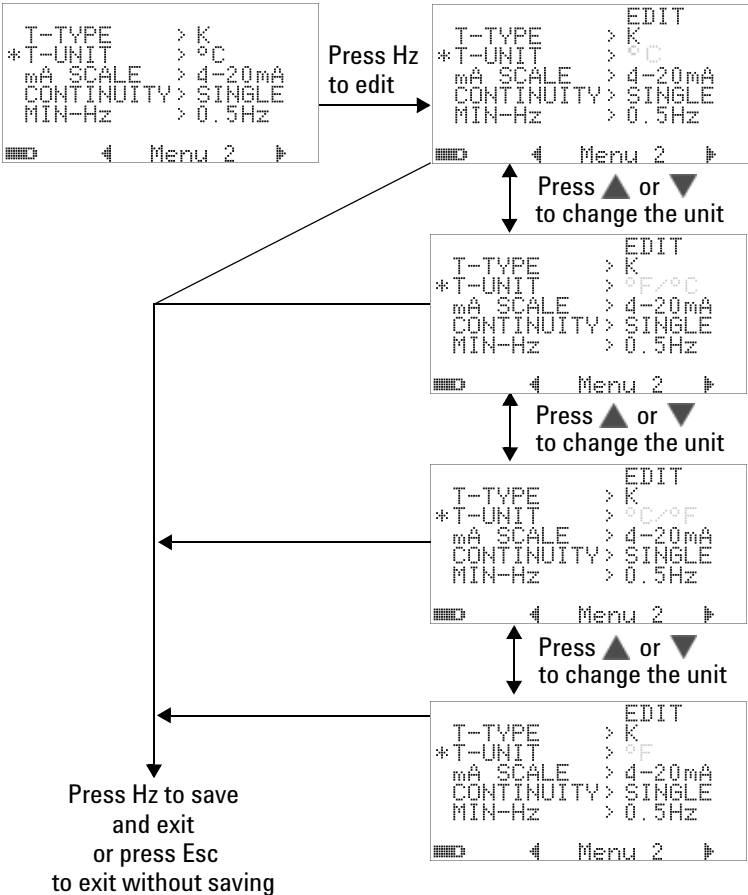 T-TYPE > K
*T-UNIT > °C
mA SCALE > 4-20mA
CONTINUITY> SINGLE
MIN-Hz > 0.5Hz
Menu 2
Press Hz
to edit
EDIT
T-TYPE > K
*T-UNIT > °C
mA SCALE > 4-20mA
CONTINUITY> SINGLE
MIN-Hz > 0.5Hz
Menu 2
Press ▲ or ▼
to change the unit
EDIT
T-TYPE > K
*T-UNIT > °F/°C
mA SCALE > 4-20mA
CONTINUITY> SINGLE
MIN-Hz > 0.5Hz
Menu 2
Press ▲ or ▼
to change the unit
EDIT
T-TYPE > K
*T-UNIT > °C/°F
mA SCALE > 4-20mA
CONTINUITY> SINGLE
MIN-Hz > 0.5Hz
Menu 2
Press ▲ or ▼
to change the unit
EDIT
T-TYPE > K
*T-UNIT > °F
mA SCALE > 4-20mA
CONTINUITY> SINGLE
MIN-Hz > 0.5Hz
Menu 2
Press Hz to save
and exit
or press Esc
to exit without saving